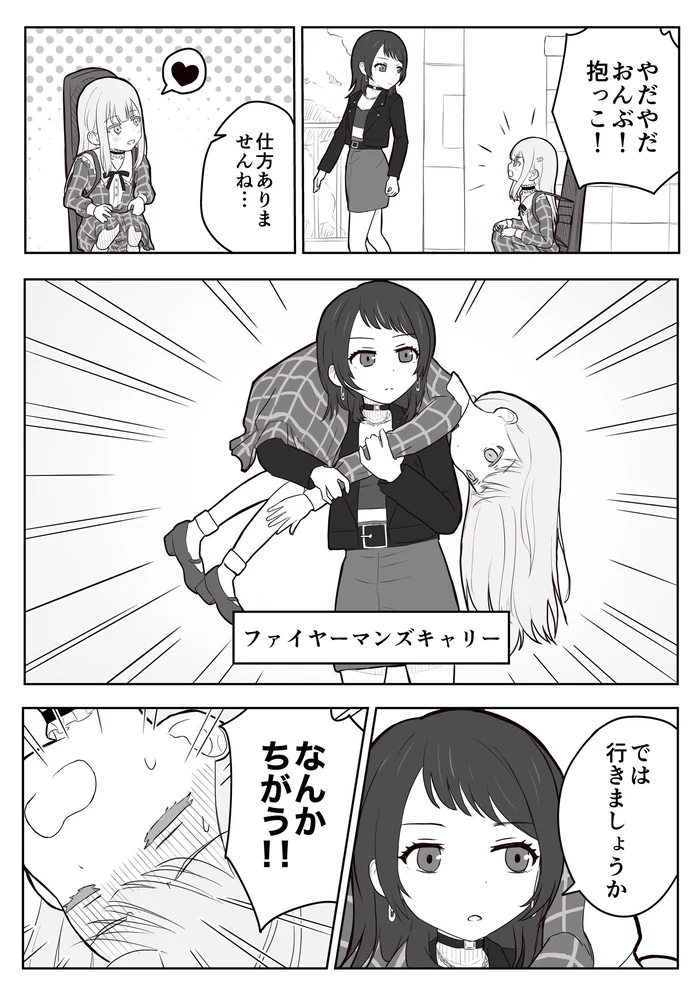 やだやだ
おんぶ！
抱っこ！
仕方ありま
せんね…
ファイヤーマンズキャリー
では
行きましょうか
なんか
ちがう!!